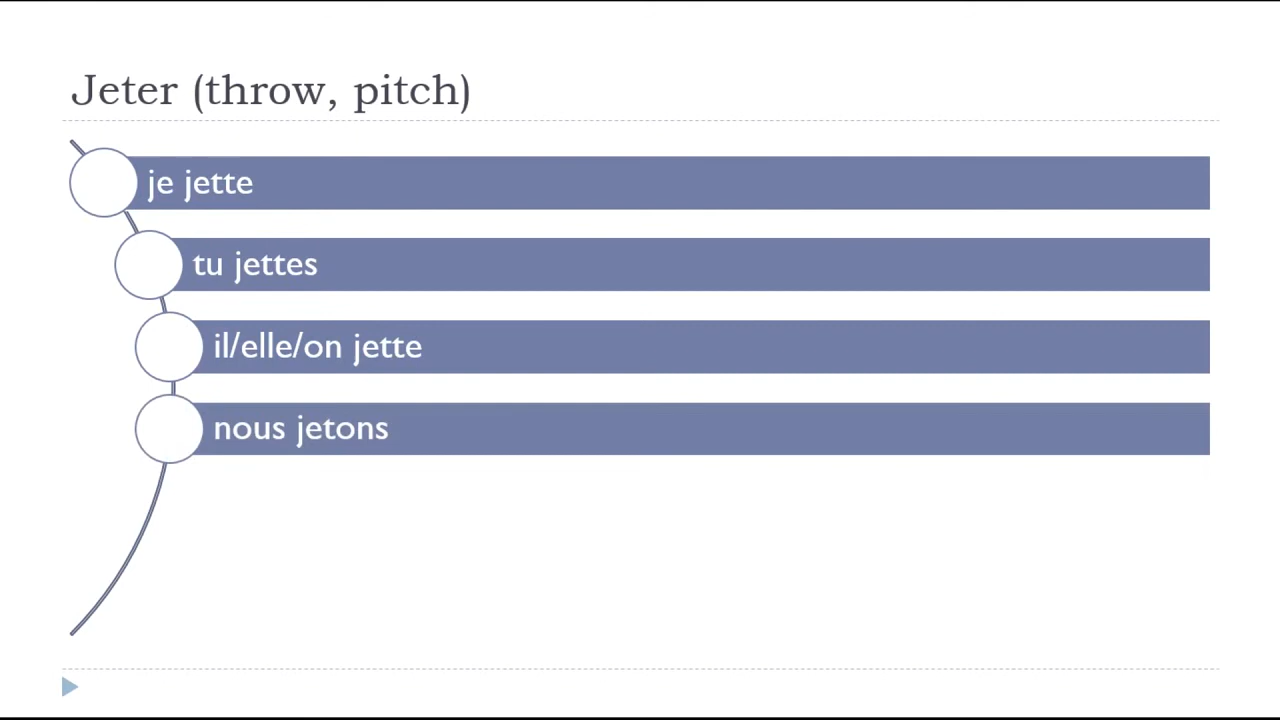 Jeter (throw, pitch)
je jette
tu jettes
il/elle/on jette
nous jetons